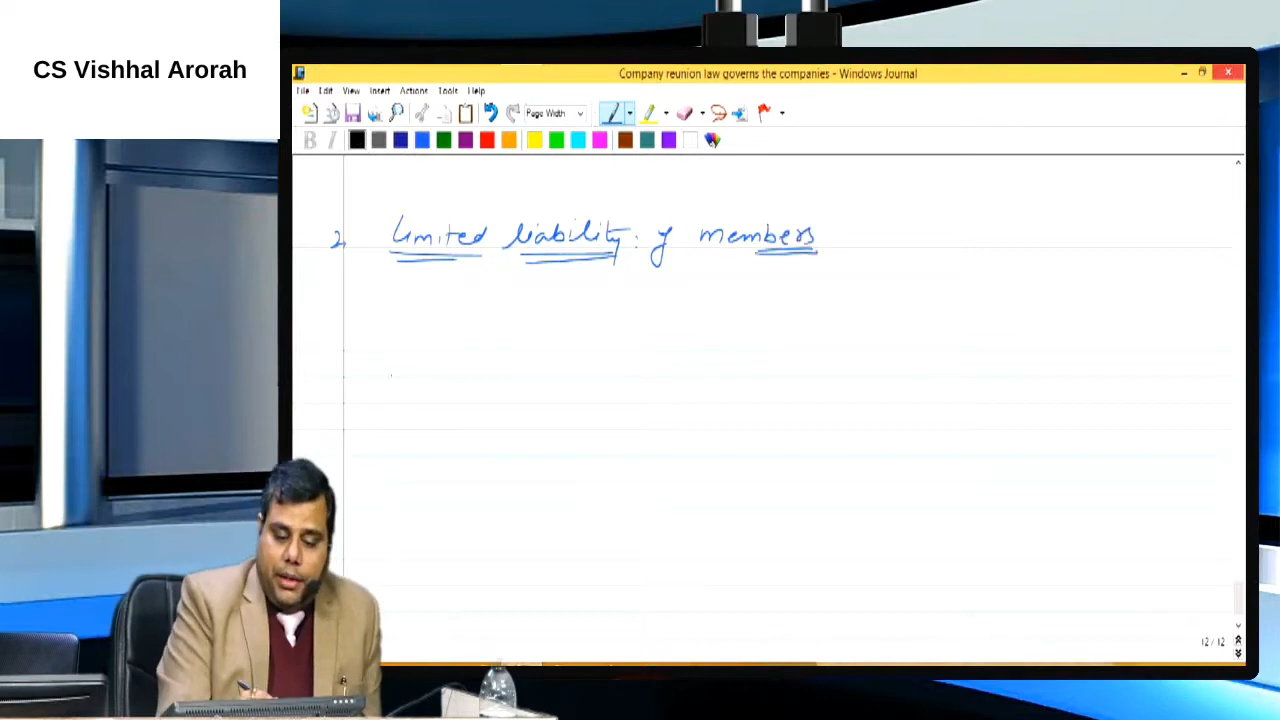 CS Vishhal Arorah
Company reunion law governs the companies - Windows Journal
File Edit View Insert Actions Tools Help
Page Width
B I
2 Limited liability: of members
12 / 12